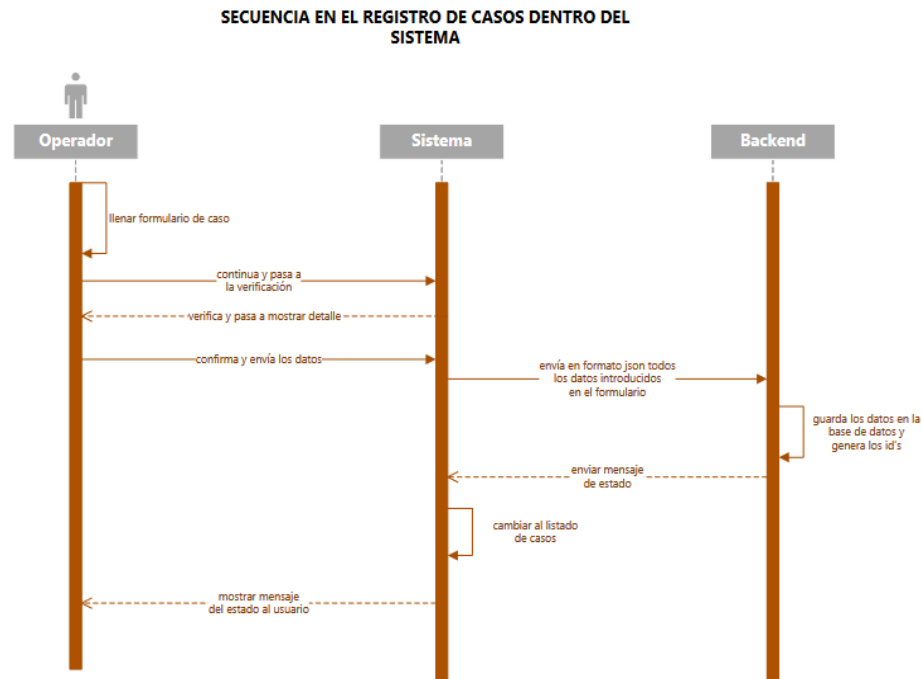 SECUENCIA EN EL REGISTRO DE CASOS DENTRO DEL
SISTEMA
Operador
Sistema
Backend
llenar formulario de caso
continua y pasa a
la verificación
verifica y pasa a mostrar detalle
confirma y envía los datos
envía en formato json todos
los datos introducidos
en el formulario
guarda los datos en la
base de datos y
genera los id's
enviar mensaje
de estado
cambiar al listado
de casos
mostrar mensaje
del estado al usuario